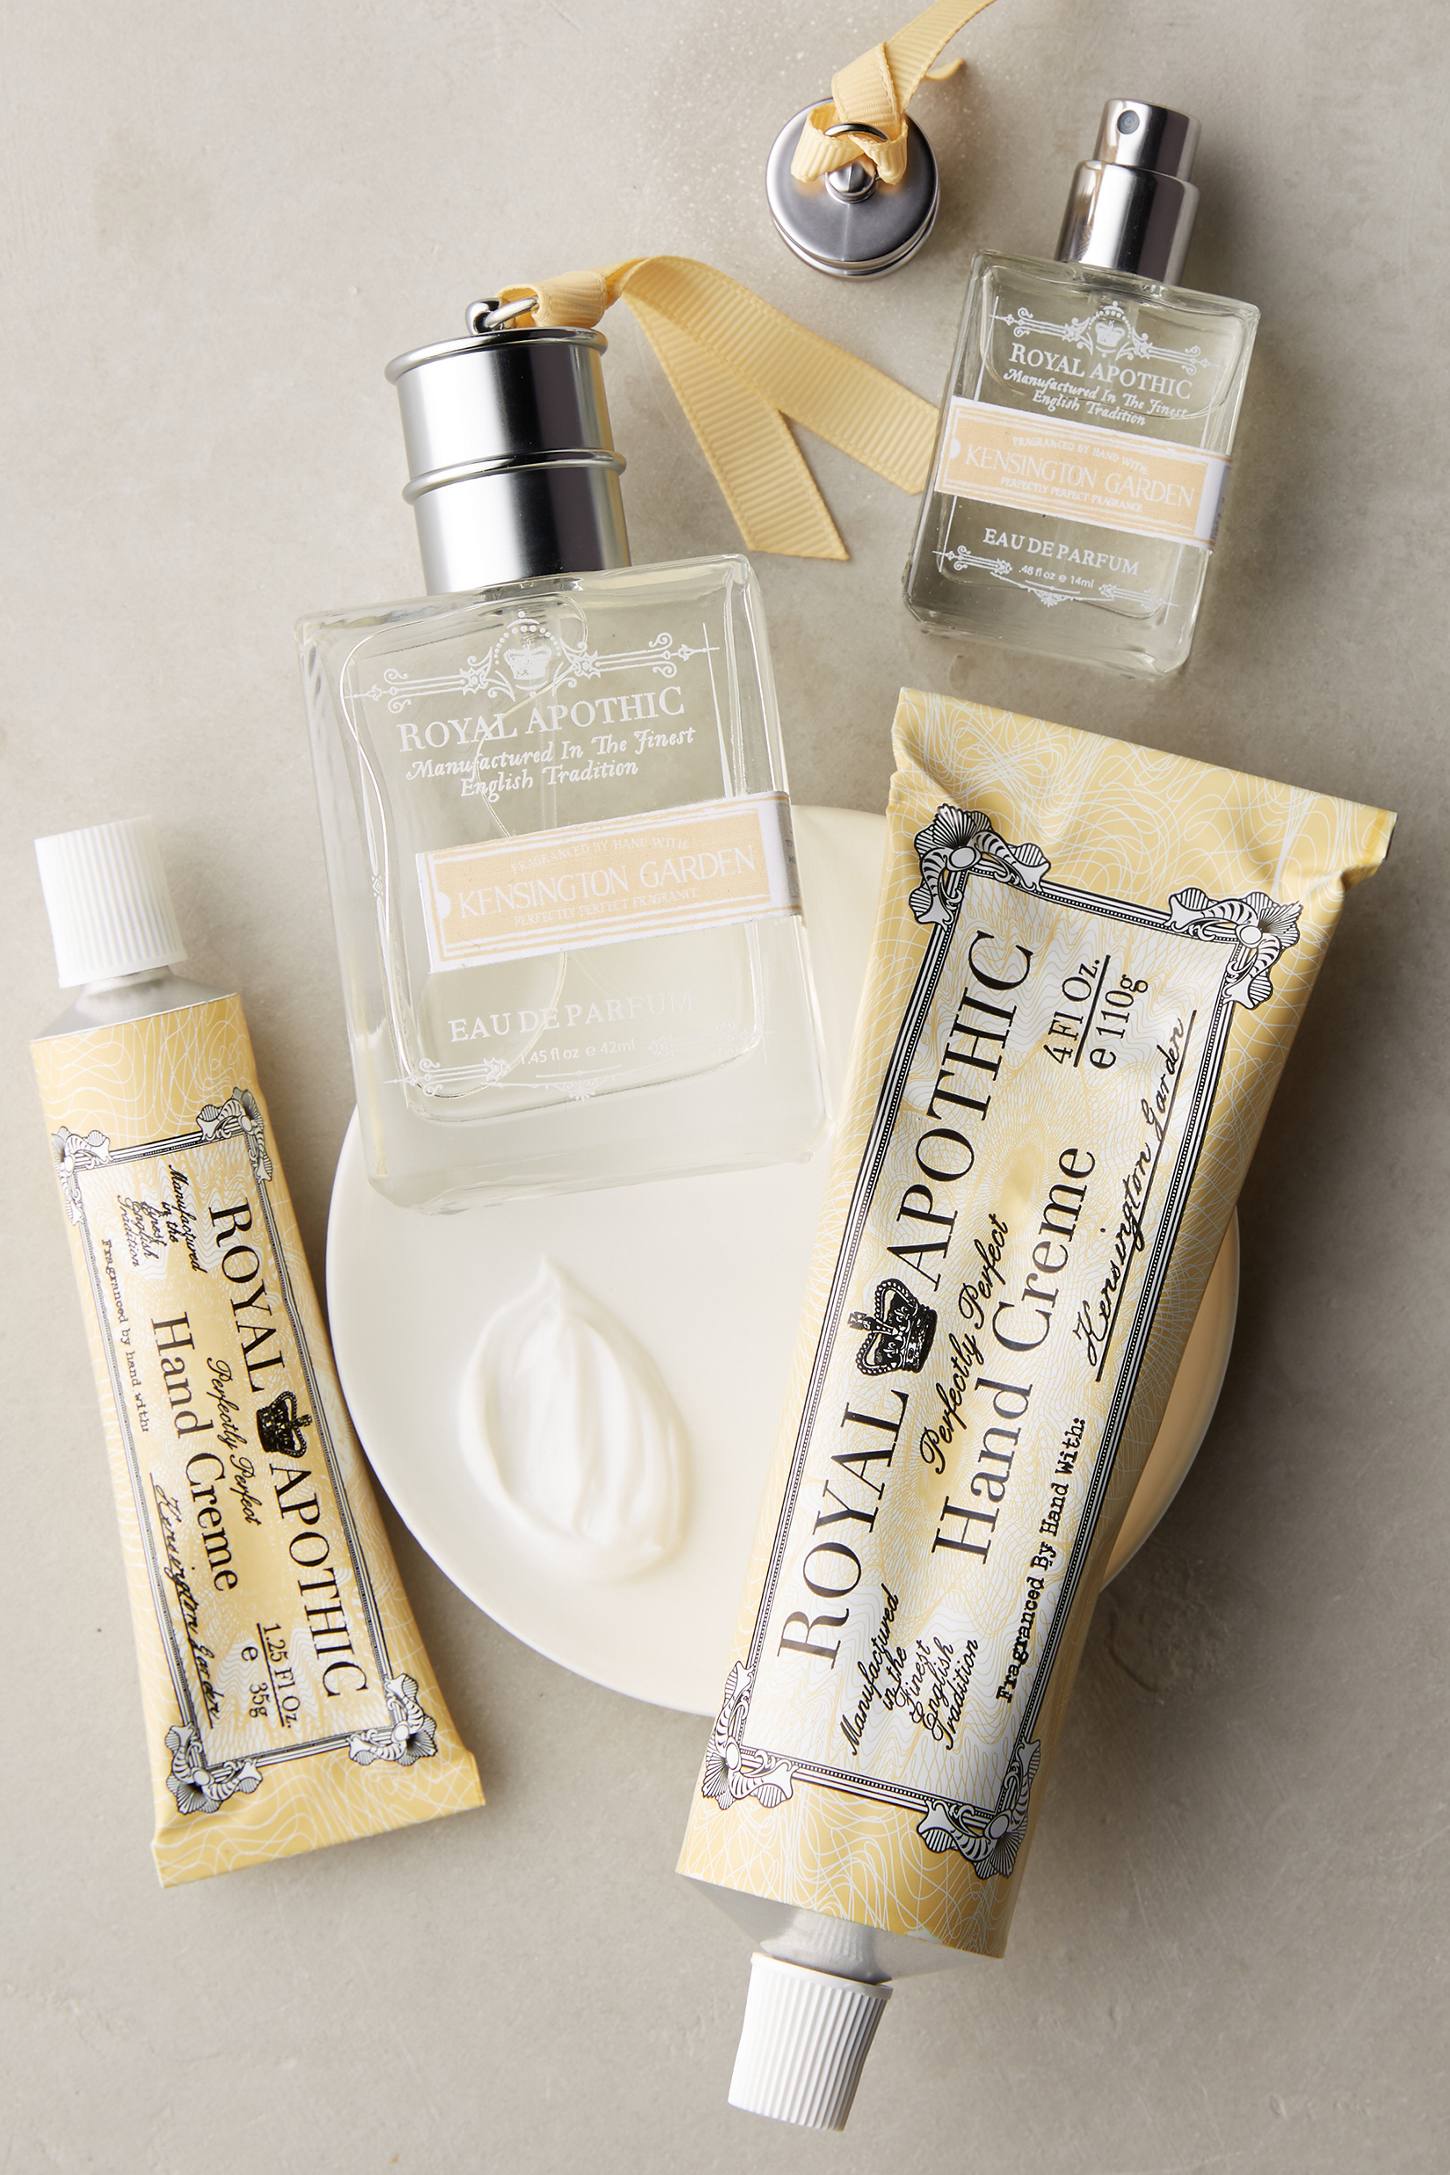 ROYAL APOTHIC
Manufactured In The Finest
English Tradition
FRAGRANCED BY HAND WITH
KENSINGTON GARDEN
PERFECTLY PERFECT FRAGRANCE
EAU DE PARFUM
.48 fl oz e 14ml
ROYAL APOTHIC
Manufactured In The Finest
English Tradition
FRAGRANCED BY HAND WITH
KENSINGTON GARDEN
PERFECTLY PERFECT FRAGRANCE
EAU DE PARFUM
1.45 fl oz e 42ml
ROYAL APOTHIC
Perfectly Perfect
Hand Creme
Manufactured
in the
Finest
English
Tradition
Fragranced by hand with:
Kensington Garden
1.25 Fl Oz.
e 35g
ROYAL APOTHIC
Perfectly Perfect
Hand Creme
4 Fl Oz.
e 110g
Manufactured
in the
Finest
English
Tradition
Fragranced By Hand With:
Kensington Garden